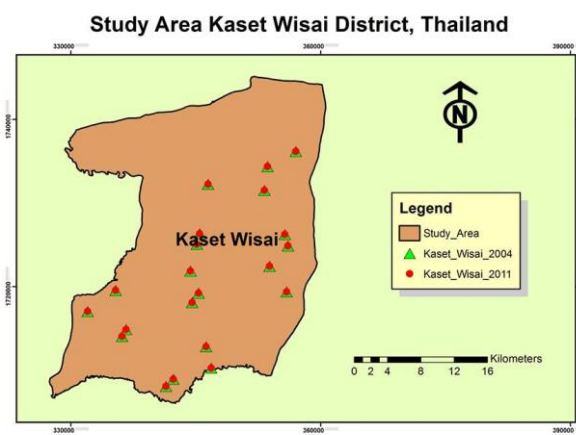 Study Area Kaset Wisai District, Thailand
330000 360000 390000
1740000
N
Legend
Study_Area
Kaset_Wisai_2004
Kaset_Wisai_2011
Kaset Wisai
1720000
Kilometers
0 2 4 8 12 16
330000 360000 390000